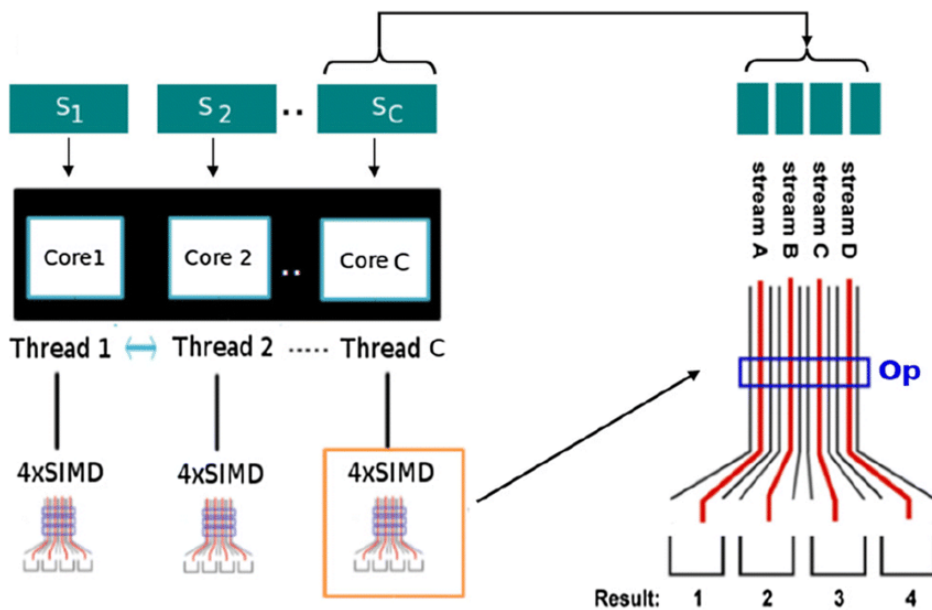 S1
S 2
..
SC
Core1
Core 2
..
Core C
Thread 1
Thread 2
......
Thread C
4xSIMD
4xSIMD
4xSIMD
stream A
stream B
stream C
stream D
Op
Result: 1 2 3 4